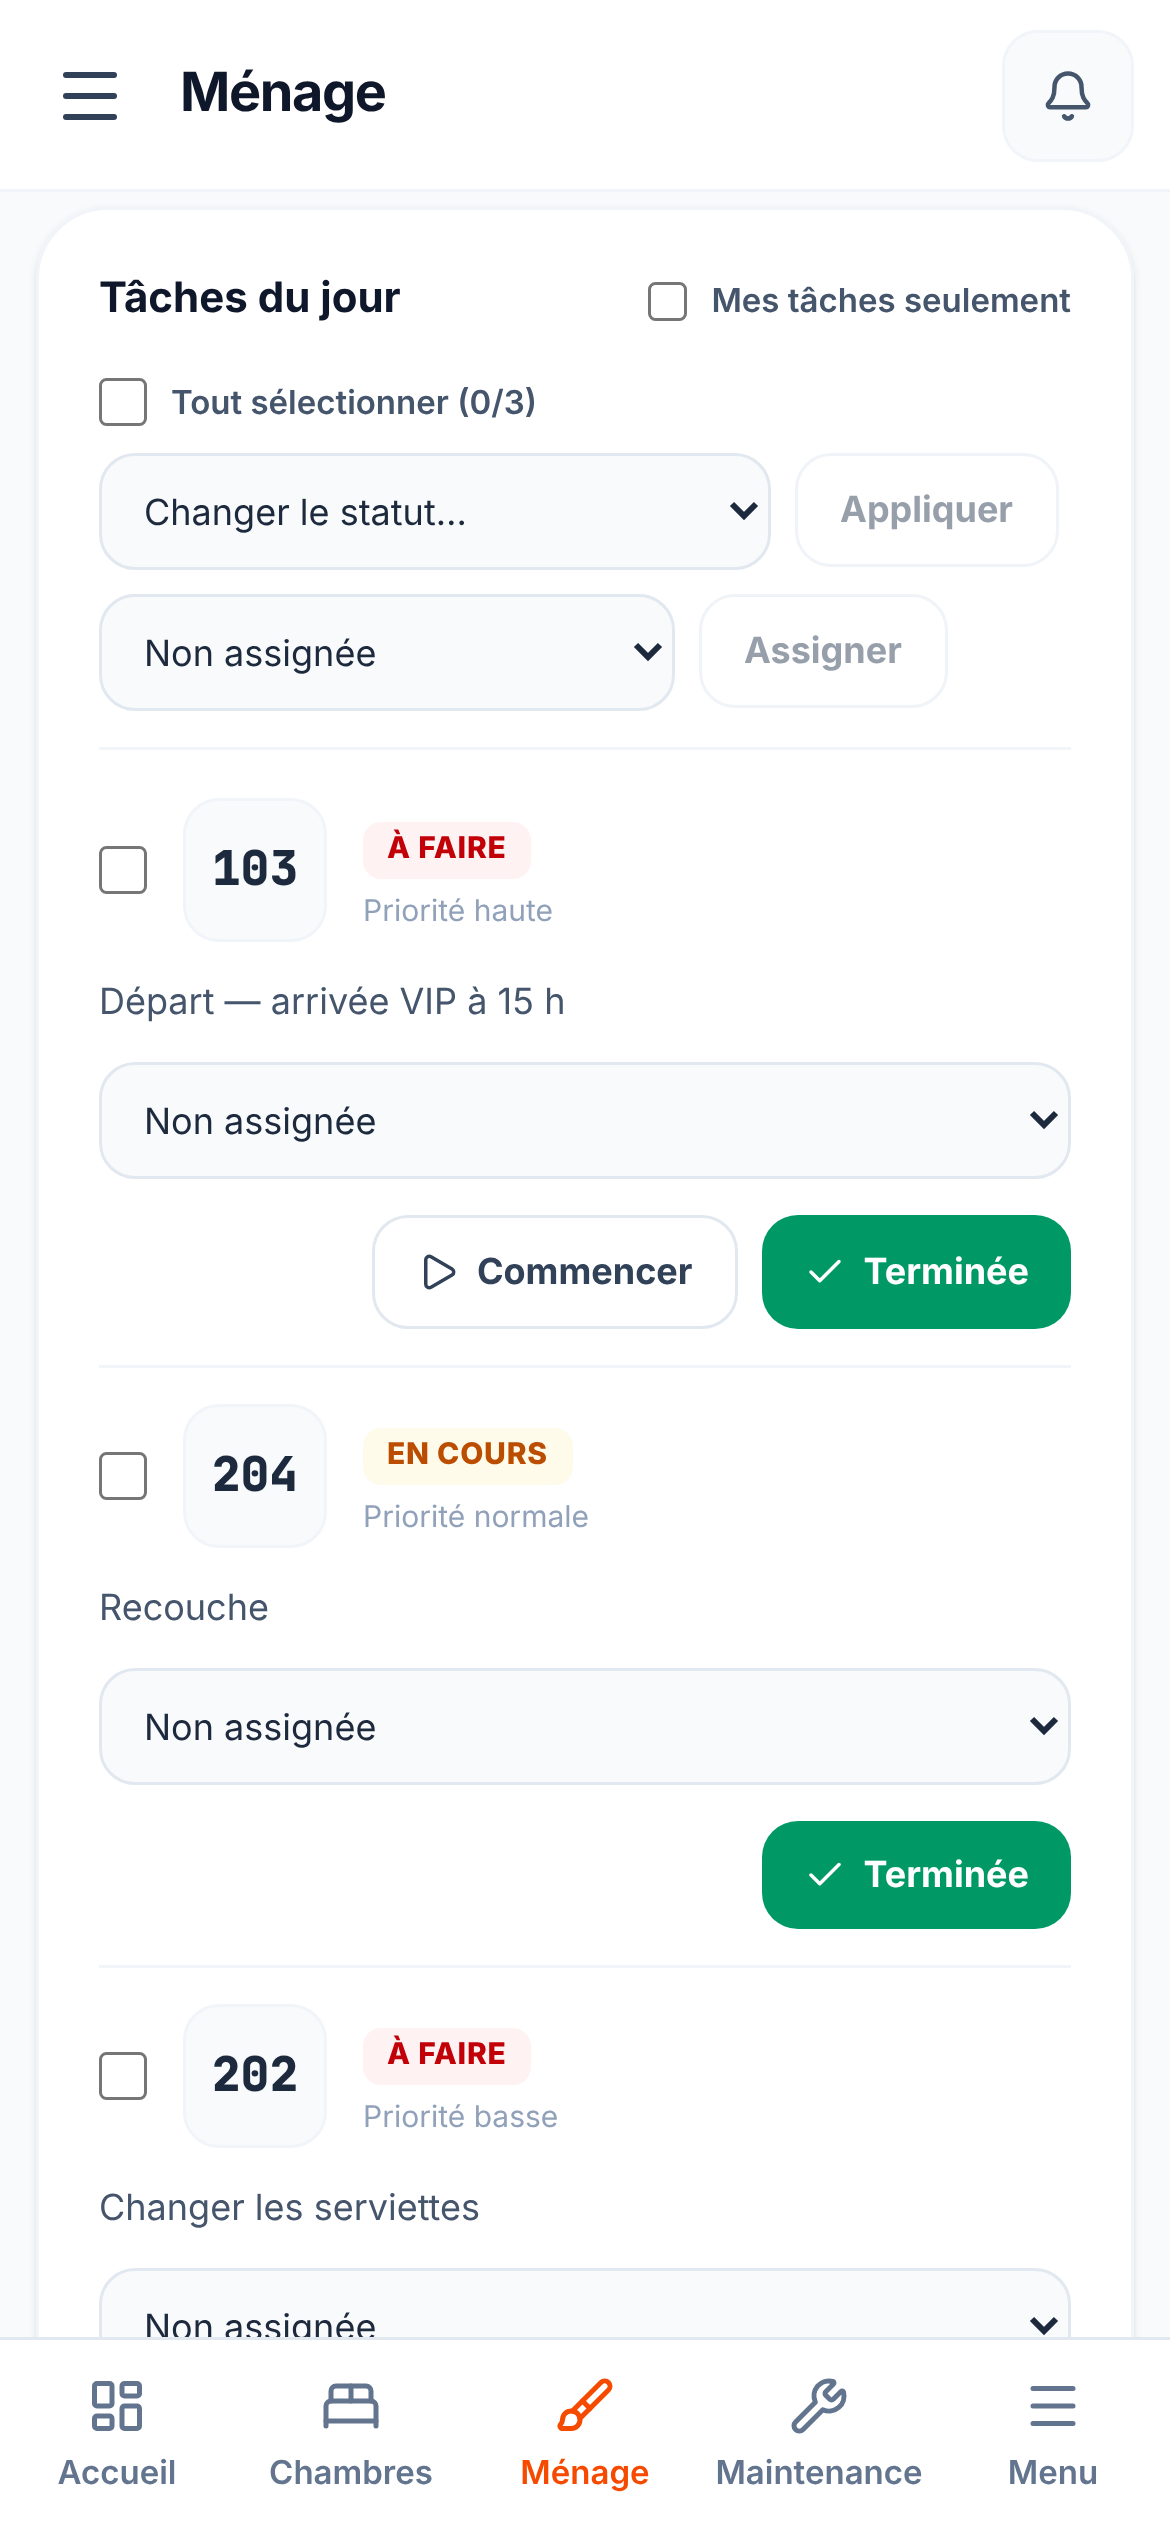 Ménage
Tâches du jour
Mes tâches seulement
Tout sélectionner (0/3)
Changer le statut...
Appliquer
Non assignée
Assigner
103
À FAIRE
Priorité haute
Départ — arrivée VIP à 15 h
Non assignée
Commencer
Terminée
204
EN COURS
Priorité normale
Recouche
Non assignée
Terminée
202
À FAIRE
Priorité basse
Changer les serviettes
Non assignée
Accueil
Chambres
Ménage
Maintenance
Menu